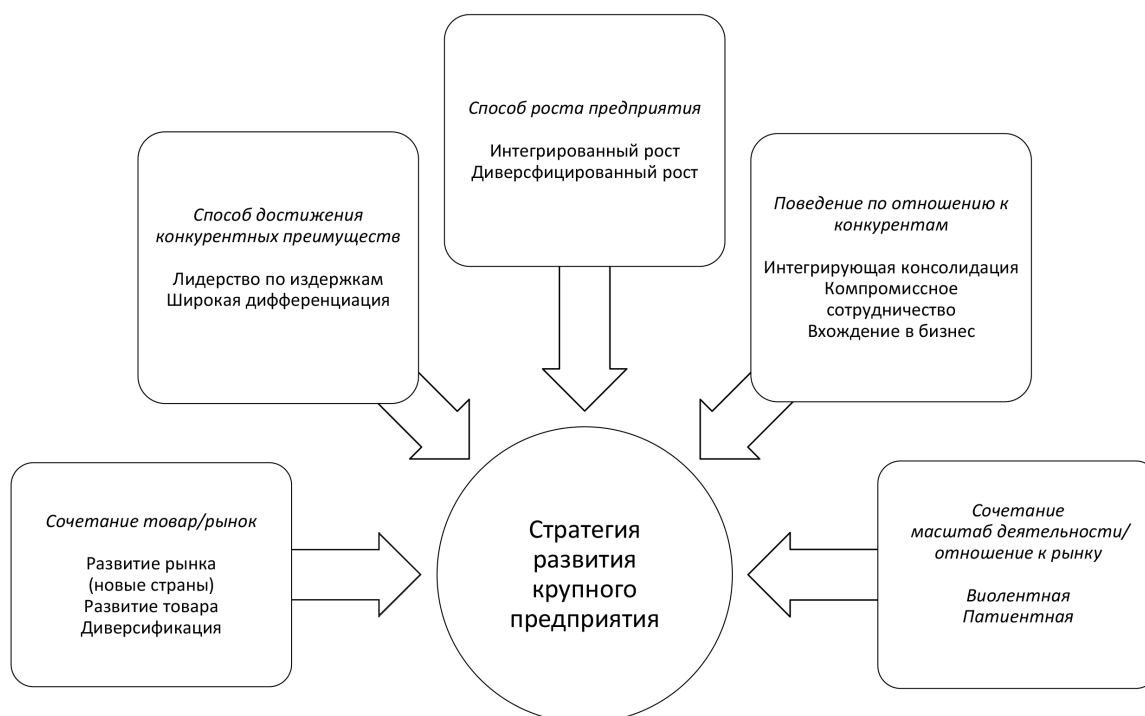 Способ роста предприятия
Интегрированный рост
Диверсфицированный рост
Способ достижения
конкурентных преимуществ
Лидерство по издержкам
Широкая дифференциация
Поведение по отношению к
конкурентам
Интегрирующая консолидация
Компромиссное
сотрудничество
Вхождение в бизнес
Сочетание товар/рынок
Развитие рынка
(новые страны)
Развитие товара
Диверсификация
Стратегия
развития
крупного
предприятия
Сочетание
масштаб деятельности/
отношение к рынку
Виолентная
Патиентная